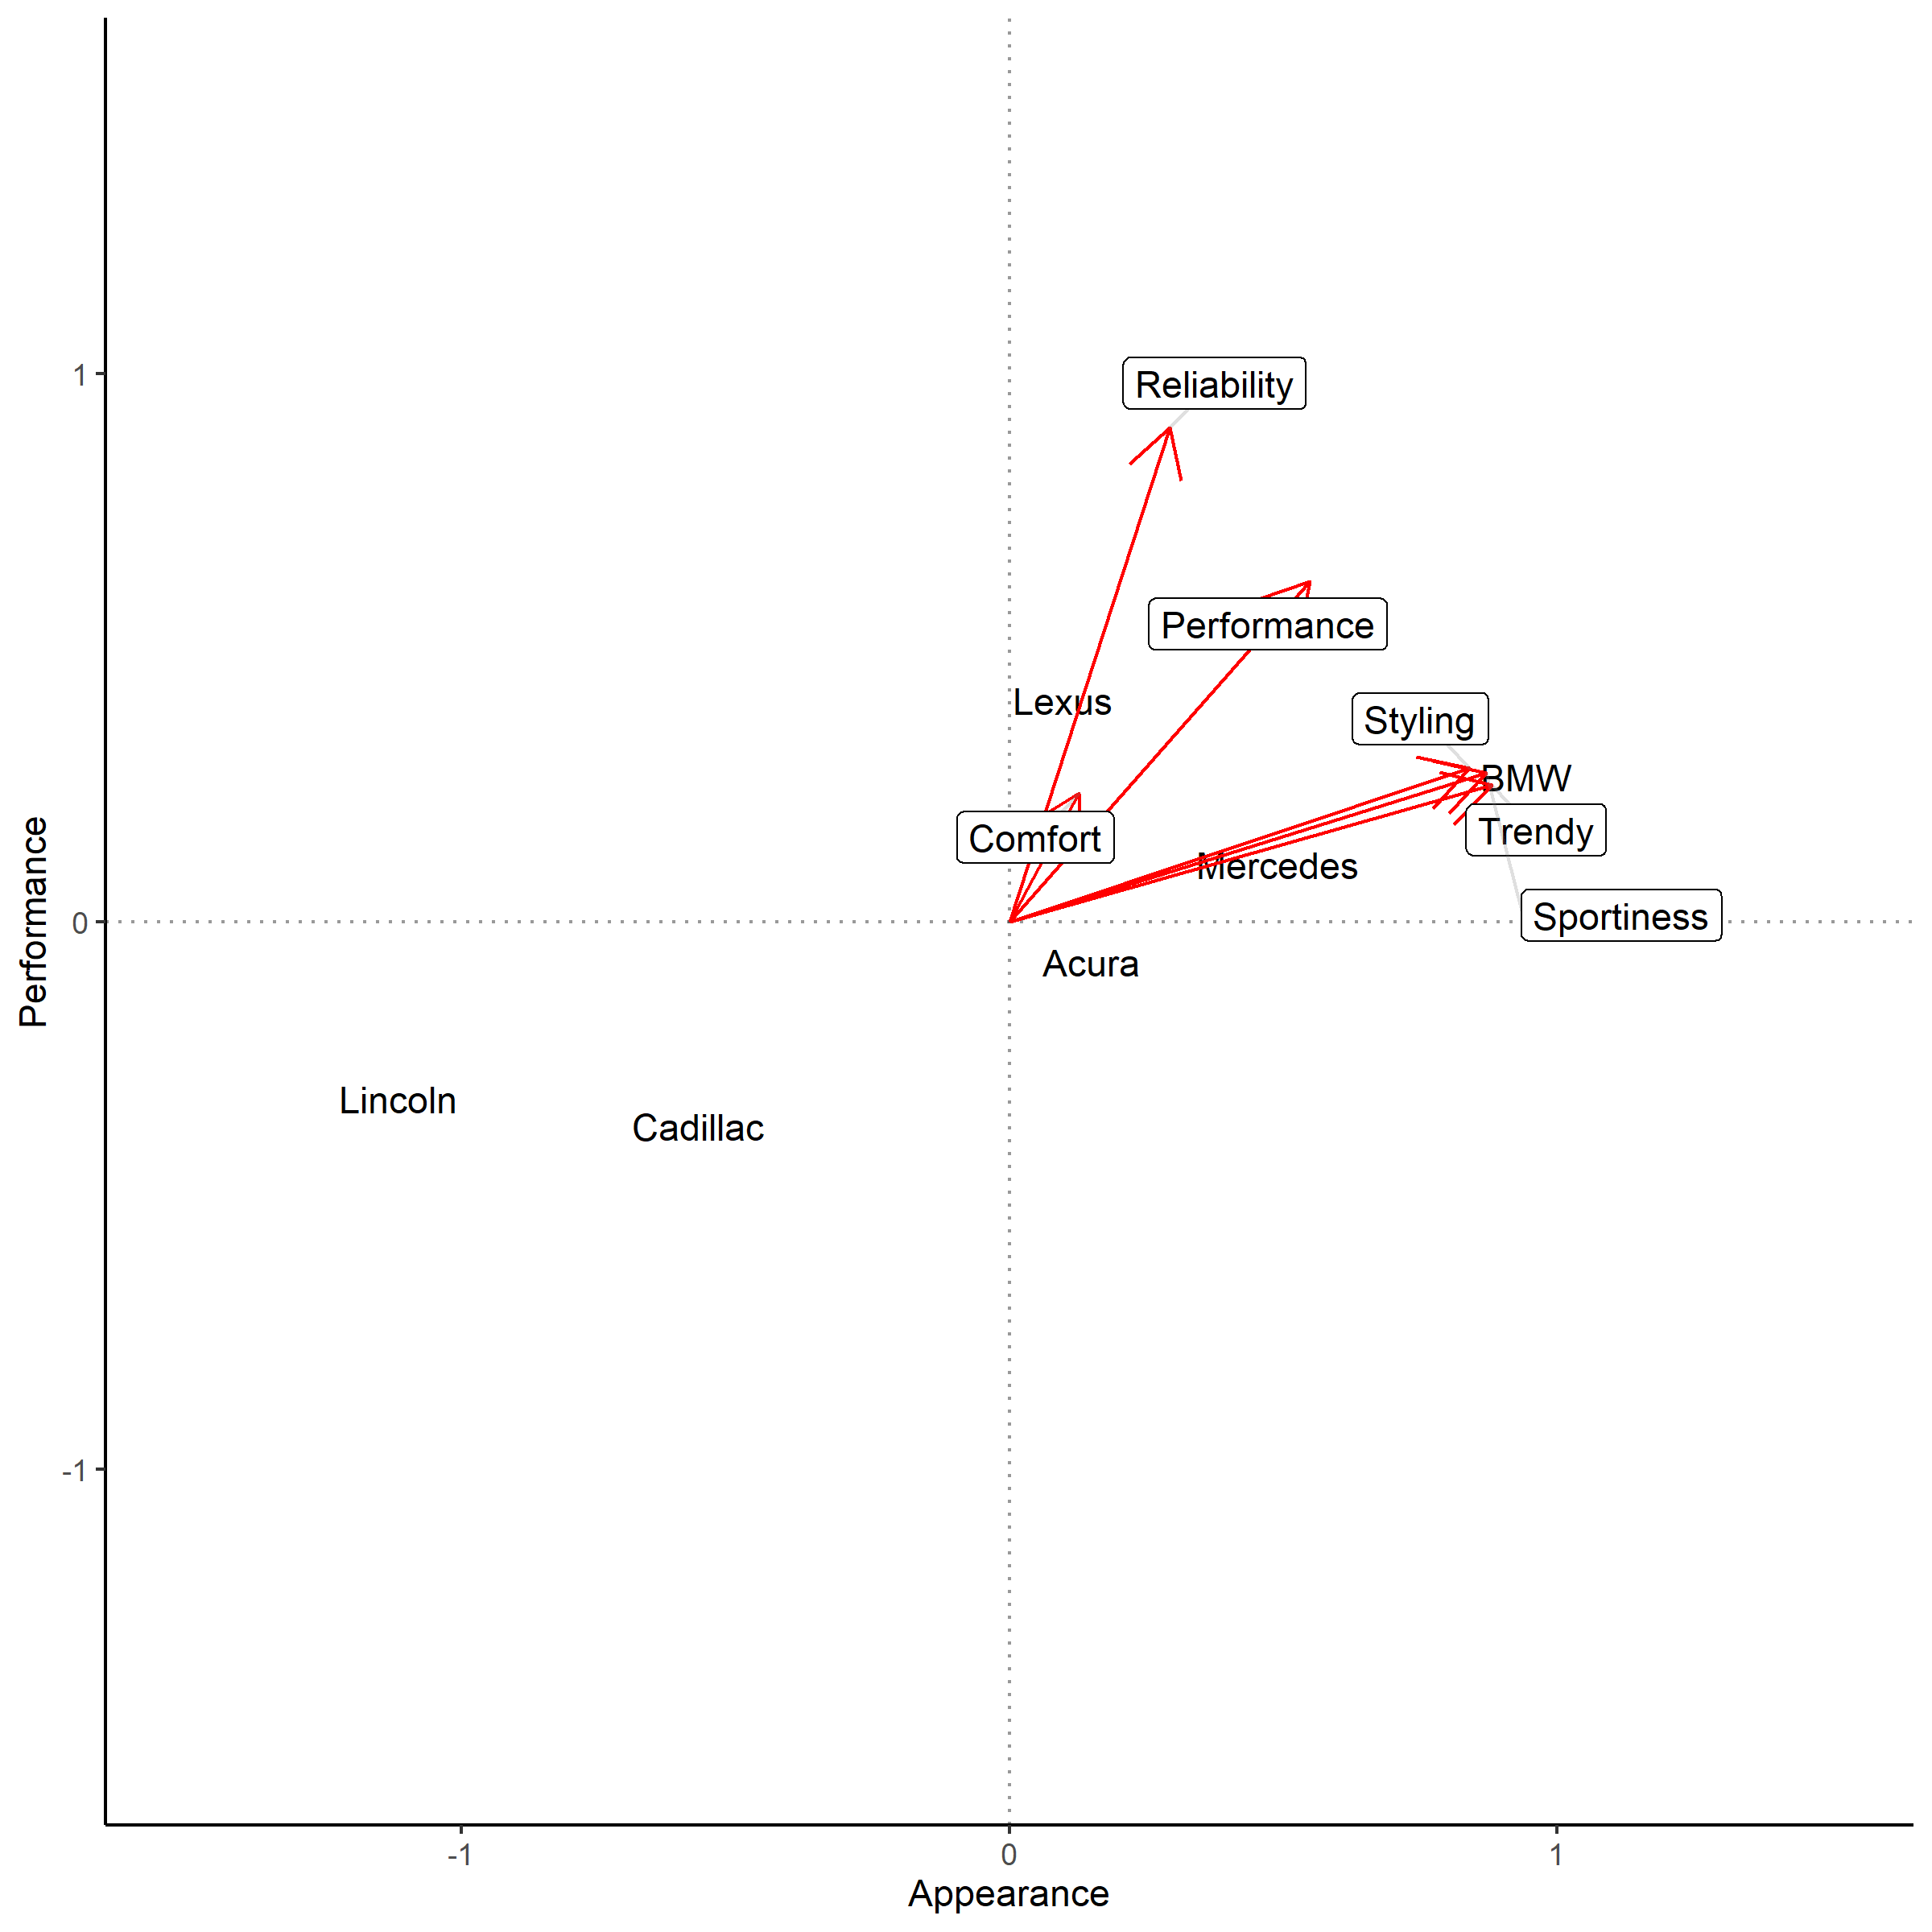 1
Reliability
Performance
Lexus
Styling
BMW
Comfort
Trendy
Mercedes
Performance
0
Sportiness
Acura
Lincoln
Cadillac
-1
-1
0
1
Appearance